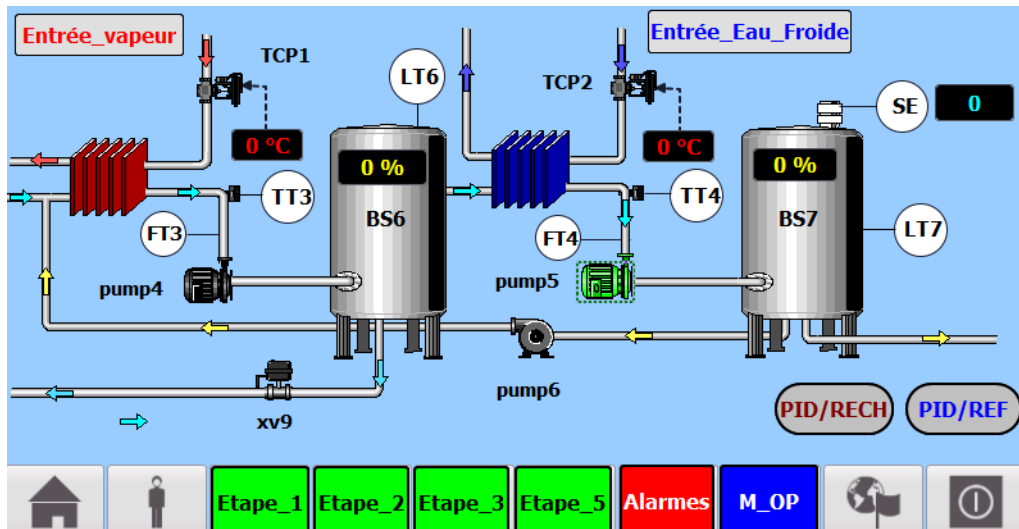 Entrée_vapeur
TCP1
LT6
TCP2
Entrée_Eau_Froide
SE
0
0 °C
0 %
0 °C
0 %
TT3
BS6
TT4
BS7
FT3
FT4
LT7
pump4
pump5
pump6
xv9
PID/RECH
PID/REF
Etape_1
Etape_2
Etape_3
Etape_5
Alarmes
M_OP